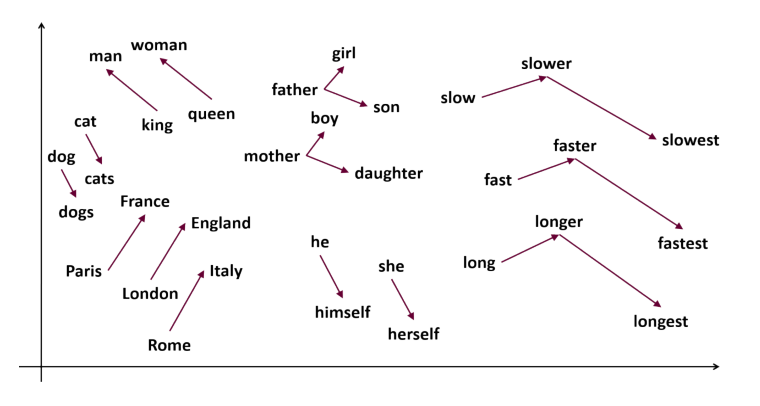 man
woman
king
queen
cat
cats
dog
dogs
France
England
Paris
London
Italy
Rome
girl
father
son
boy
mother
daughter
he
himself
she
herself
slower
slow
slowest
faster
fast
fastest
longer
long
longest